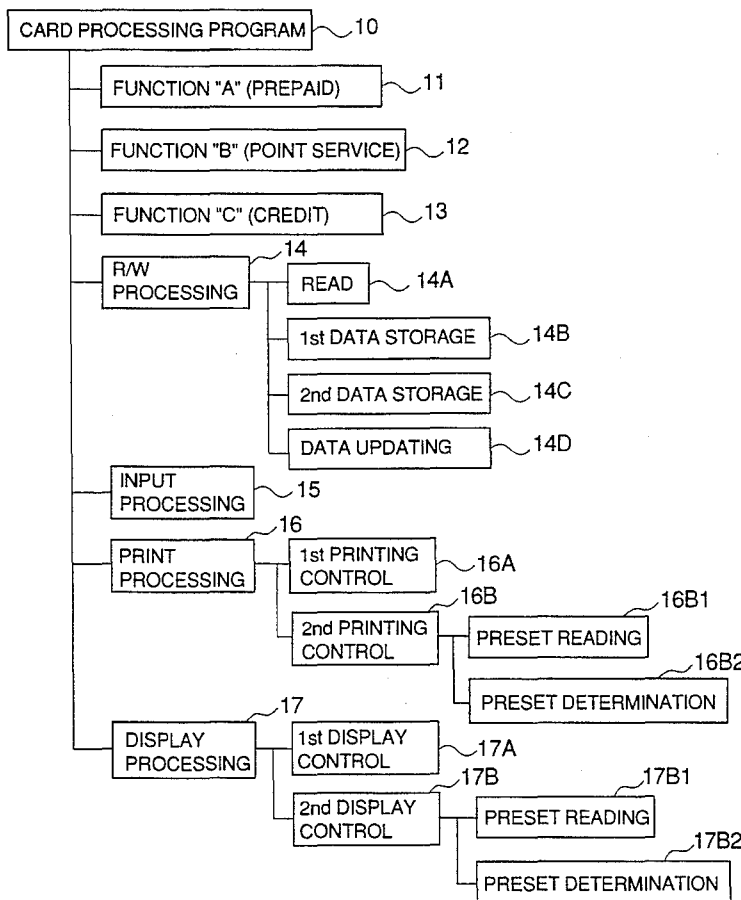 CARD PROCESSING PROGRAM
10
FUNCTION "A" (PREPAID)
11
FUNCTION "B" (POINT SERVICE)
12
FUNCTION "C" (CREDIT)
13
R/W
PROCESSING
14
READ
14A
1st DATA STORAGE
14B
2nd DATA STORAGE
14C
DATA UPDATING
14D
INPUT
PROCESSING
15
PRINT
PROCESSING
16
1st PRINTING
CONTROL
16A
2nd PRINTING
CONTROL
16B
PRESET READING
16B1
PRESET DETERMINATION
16B2
DISPLAY
PROCESSING
17
1st DISPLAY
CONTROL
17A
2nd DISPLAY
CONTROL
17B
PRESET READING
17B1
PRESET DETERMINATION
17B2